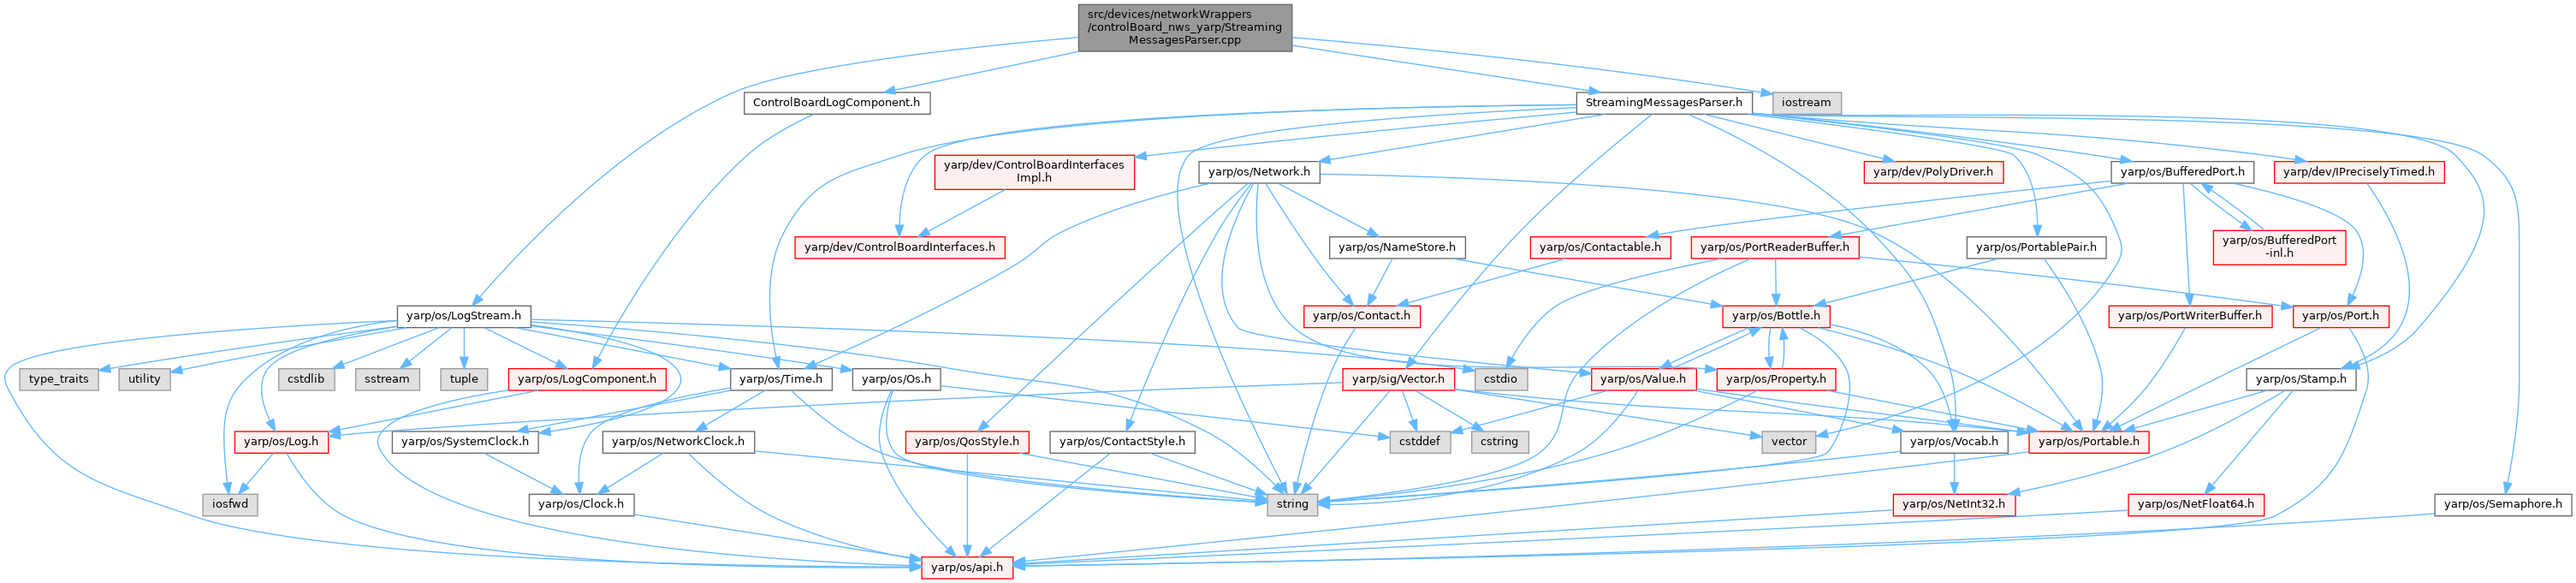 src/devices/networkWrappers
/controlBoard_nws_yarp/Streaming
MessagesParser.cpp
ControlBoardLogComponent.h
StreamingMessagesParser.h
iostream
yarp/dev/ControlBoardInterfaces
Impl.h
yarp/os/Network.h
yarp/dev/PolyDriver.h
yarp/os/BufferedPort.h
yarp/dev/IPreciselyTimed.h
yarp/dev/ControlBoardInterfaces.h
yarp/os/NameStore.h
yarp/os/Contactable.h
yarp/os/PortReaderBuffer.h
yarp/os/PortablePair.h
yarp/os/BufferedPort
-inl.h
yarp/os/LogStream.h
yarp/os/Contact.h
yarp/os/Bottle.h
yarp/os/PortWriterBuffer.h
yarp/os/Port.h
type_traits
utility
cstdlib
sstream
tuple
yarp/os/LogComponent.h
yarp/os/Time.h
yarp/os/Os.h
yarp/sig/Vector.h
cstdio
yarp/os/Value.h
yarp/os/Property.h
yarp/os/Stamp.h
yarp/os/Log.h
yarp/os/SystemClock.h
yarp/os/NetworkClock.h
yarp/os/QosStyle.h
yarp/os/ContactStyle.h
cstddef
cstring
vector
yarp/os/Vocab.h
yarp/os/Portable.h
iosfwd
yarp/os/Clock.h
string
yarp/os/NetInt32.h
yarp/os/NetFloat64.h
yarp/os/Semaphore.h
yarp/os/api.h